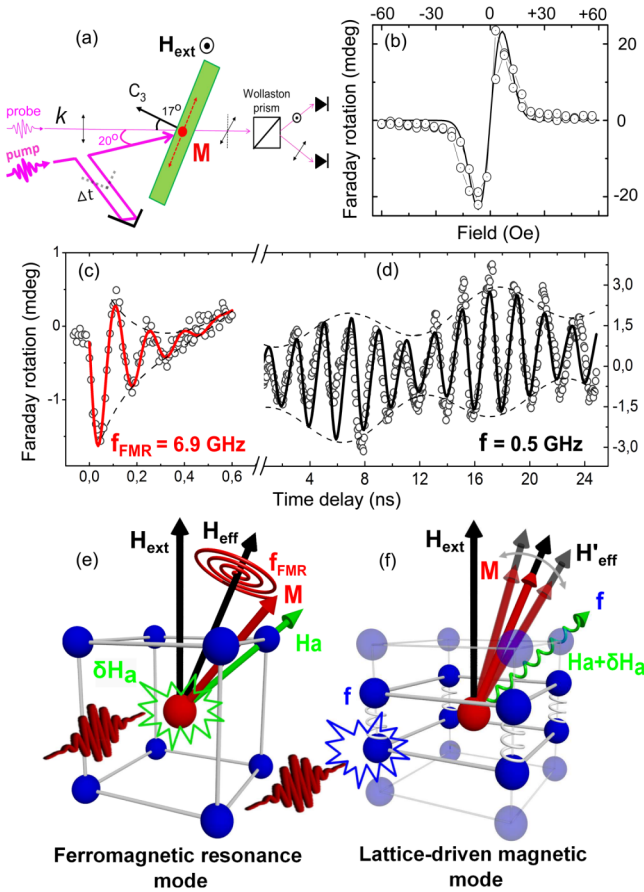 (a)
H_ext
C_3
17°
probe
k
20°
pump
M
Δt
Wollaston
prism
-60 -30 0 +30 +60
(b)
Faraday rotation (mdeg)
20
0
-20
Field (Oe)
(c)
(d)
Faraday rotation (mdeg)
1
0
-1
3,0
1,5
0,0
-1,5
-3,0
f_FMR = 6.9 GHz
f = 0.5 GHz
0,0 0,2 0,4 0,6 4 8 12 16 20 24
Time delay (ns)
(e)
H_ext
H_eff
f_FMR
M
Ha
δHa
(f)
H_ext
H'_eff
M
f
Ha+δHa
f
Ferromagnetic resonance
mode
Lattice-driven magnetic
mode